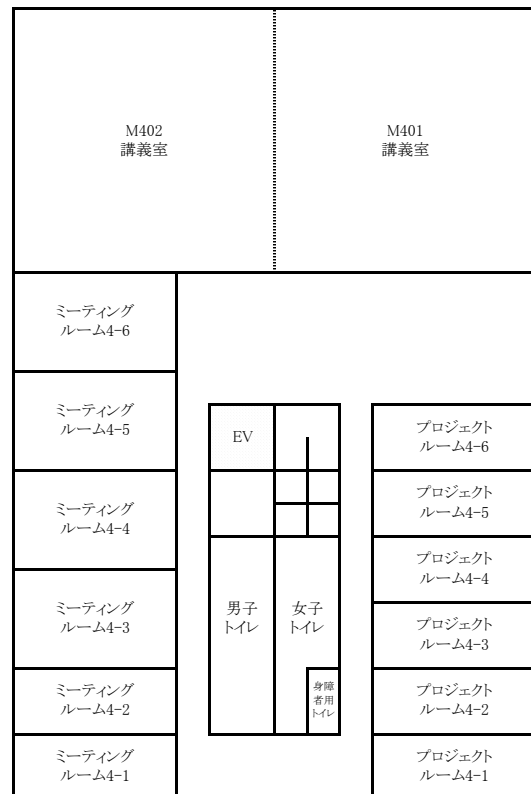 M402
講義室
M401
講義室
ミーティング
ルーム4-6
ミーティング
ルーム4-5
ミーティング
ルーム4-4
ミーティング
ルーム4-3
ミーティング
ルーム4-2
ミーティング
ルーム4-1
EV
男子
トイレ
女子
トイレ
身障
者用
トイレ
プロジェクト
ルーム4-6
プロジェクト
ルーム4-5
プロジェクト
ルーム4-4
プロジェクト
ルーム4-3
プロジェクト
ルーム4-2
プロジェクト
ルーム4-1